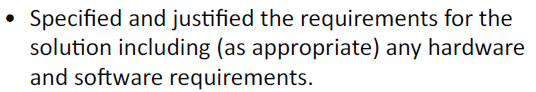 • Specified and justified the requirements for the
solution including (as appropriate) any hardware
and software requirements.